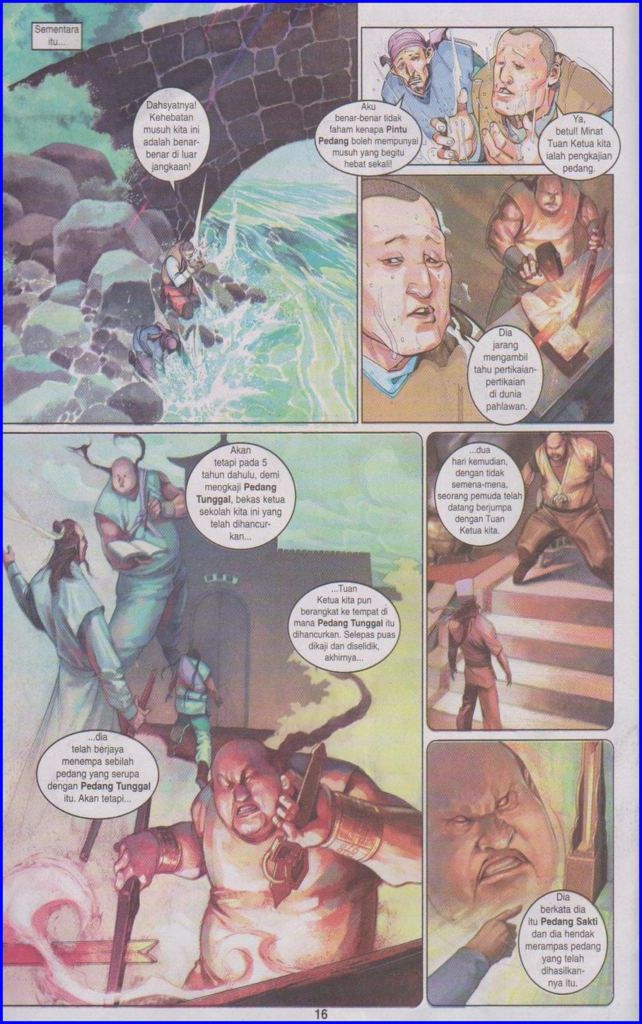 Sementara
itu...
Dahsyatnya!
Kehebatan
musuh kita ini
adalah benar-
benar di luar
jangkaan!
Aku
benar-benar tidak
faham kenapa Pintu
Pedang boleh mempunyai
musuh yang begitu
hebat sekali!
Ya,
betul! Minat
Tuan Ketua kita
ialah pengkajian
pedang.
Dia
jarang
mengambil
tahu pertikaian-
pertikaian
di dunia
pahlawan.
Akan
tetapi pada 5
tahun dahulu, demi
mengkaji Pedang
Tunggal, bekas ketua
sekolah kita ini yang
telah dihancur-
kan...
...Tuan
Ketua kita pun
berangkat ke tempat di
mana Pedang Tunggal itu
dihancurkan. Selepas puas
dikaji dan diselidik,
akhirnya...
...dia
telah berjaya
menempa sebilah
pedang yang serupa
dengan Pedang Tunggal
itu. Akan tetapi...
...dua
hari kemudian,
dengan tidak
semena-mena,
seorang pemuda telah
datang berjumpa
dengan Tuan
Ketua kita.
Dia
berkata dia
itu Pedang Sakti
dan dia hendak
merampas pedang
yang telah
dihasilkan-
nya itu.
16